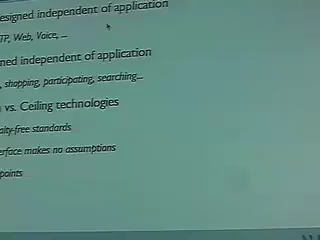 esigned independent of application
TP, Web, Voice, ...
ned independent of application
, shopping, participating, searching...
vs. Ceiling technologies
alty-free standards
erface makes no assumptions
points